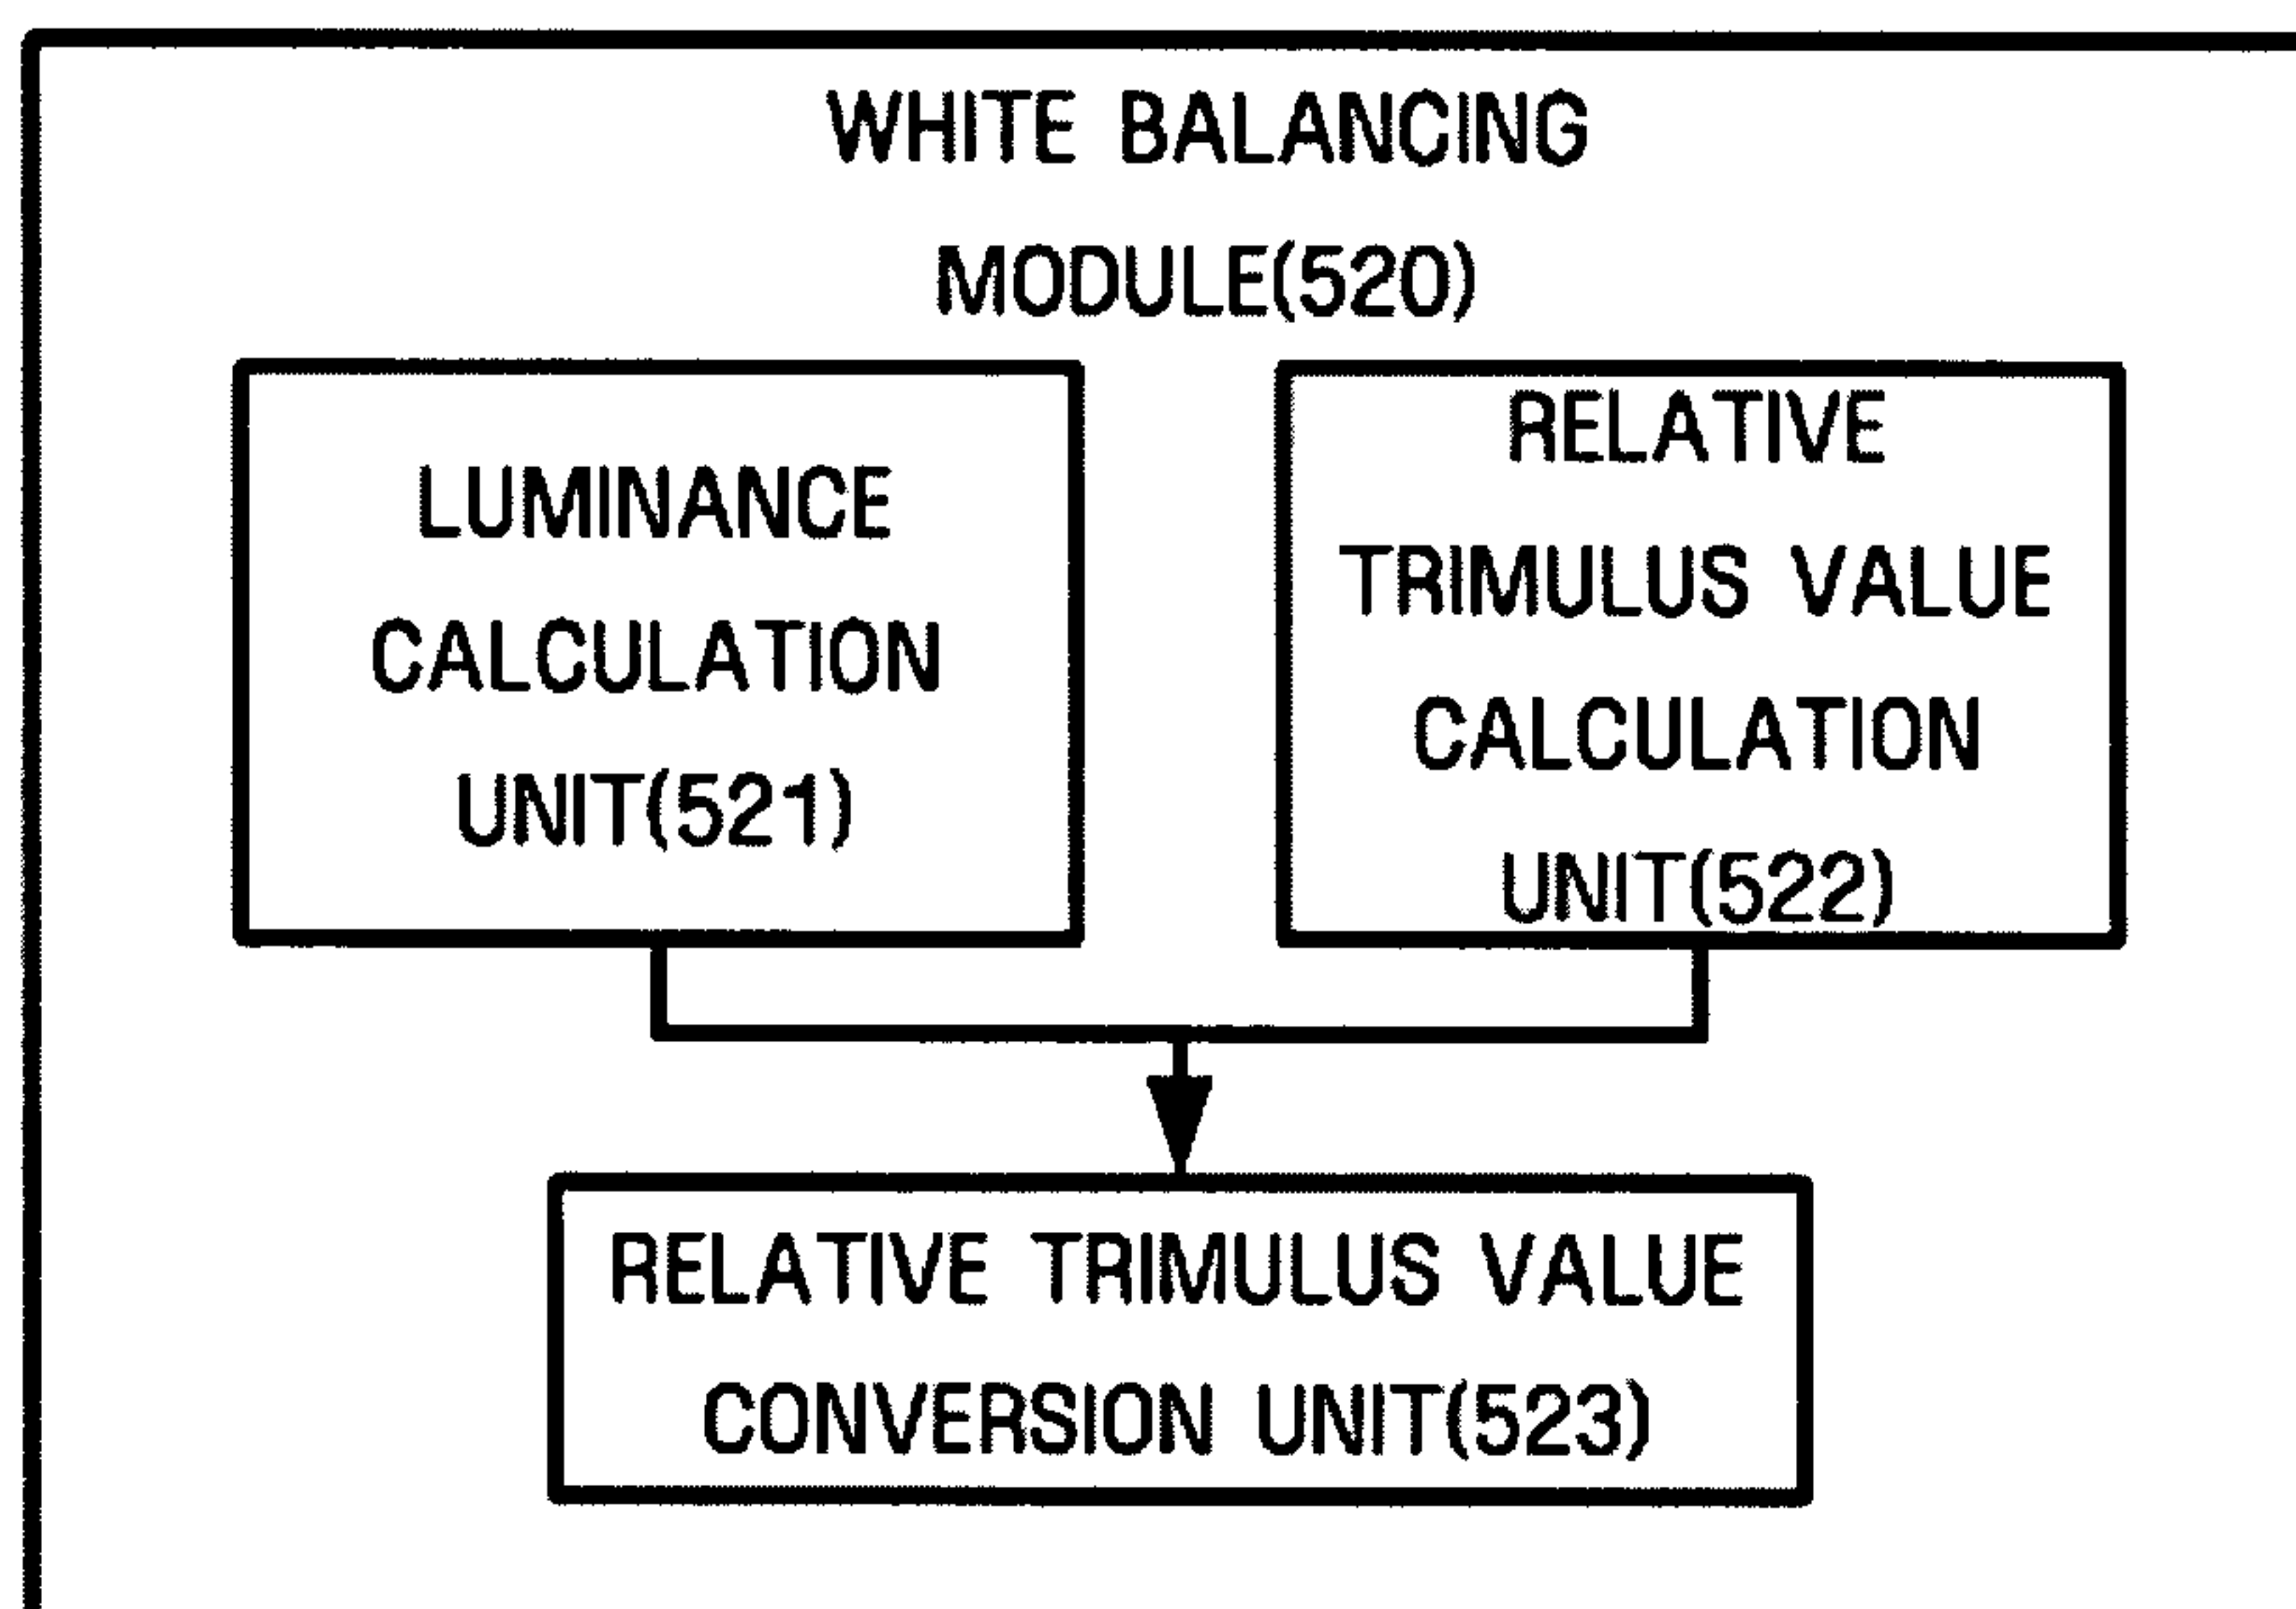 WHITE BALANCING
MODULE(520)
LUMINANCE
CALCULATION
UNIT(521)
RELATIVE
TRIMULUS VALUE
CALCULATION
UNIT(522)
RELATIVE TRIMULUS VALUE
CONVERSION UNIT(523)